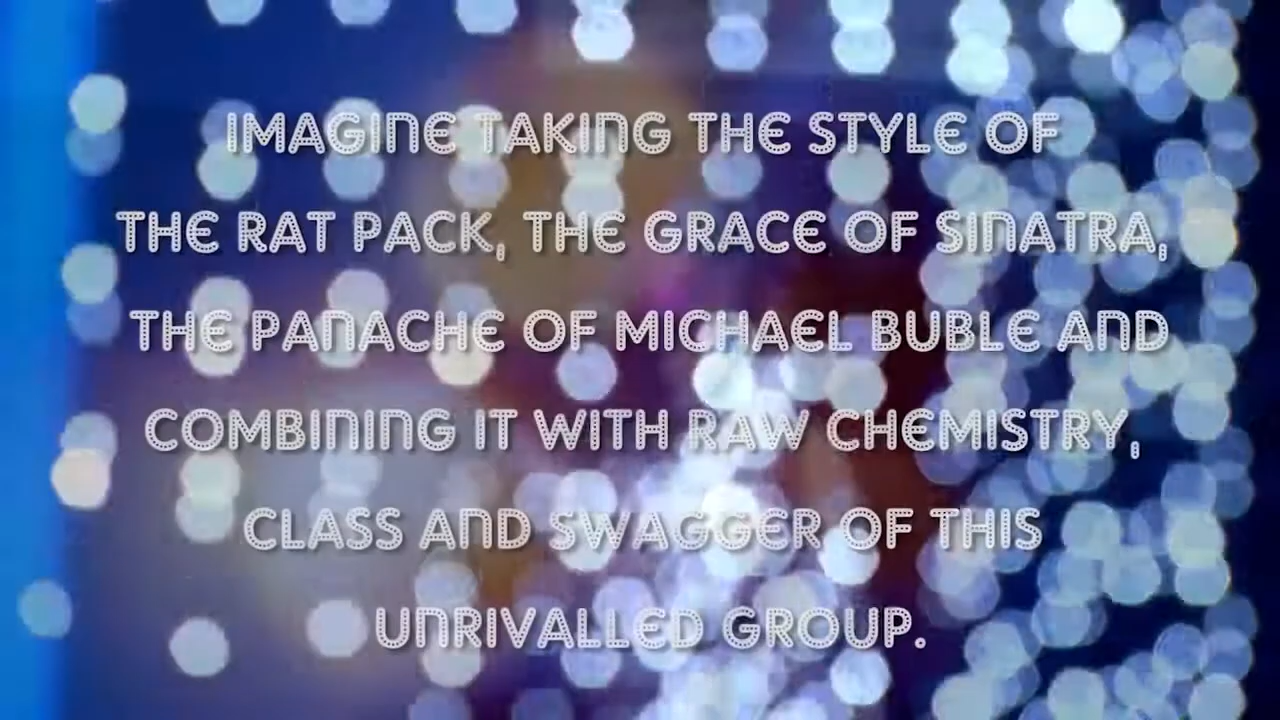 IMAGINE TAKING THE STYLE OF
THE RAT PACK, THE GRACE OF SINATRA,
THE PANACHE OF MICHAEL BUBLE AND
COMBINING IT WITH RAW CHEMISTRY,
CLASS AND SWAGGER OF THIS
UNRIVALLED GROUP.